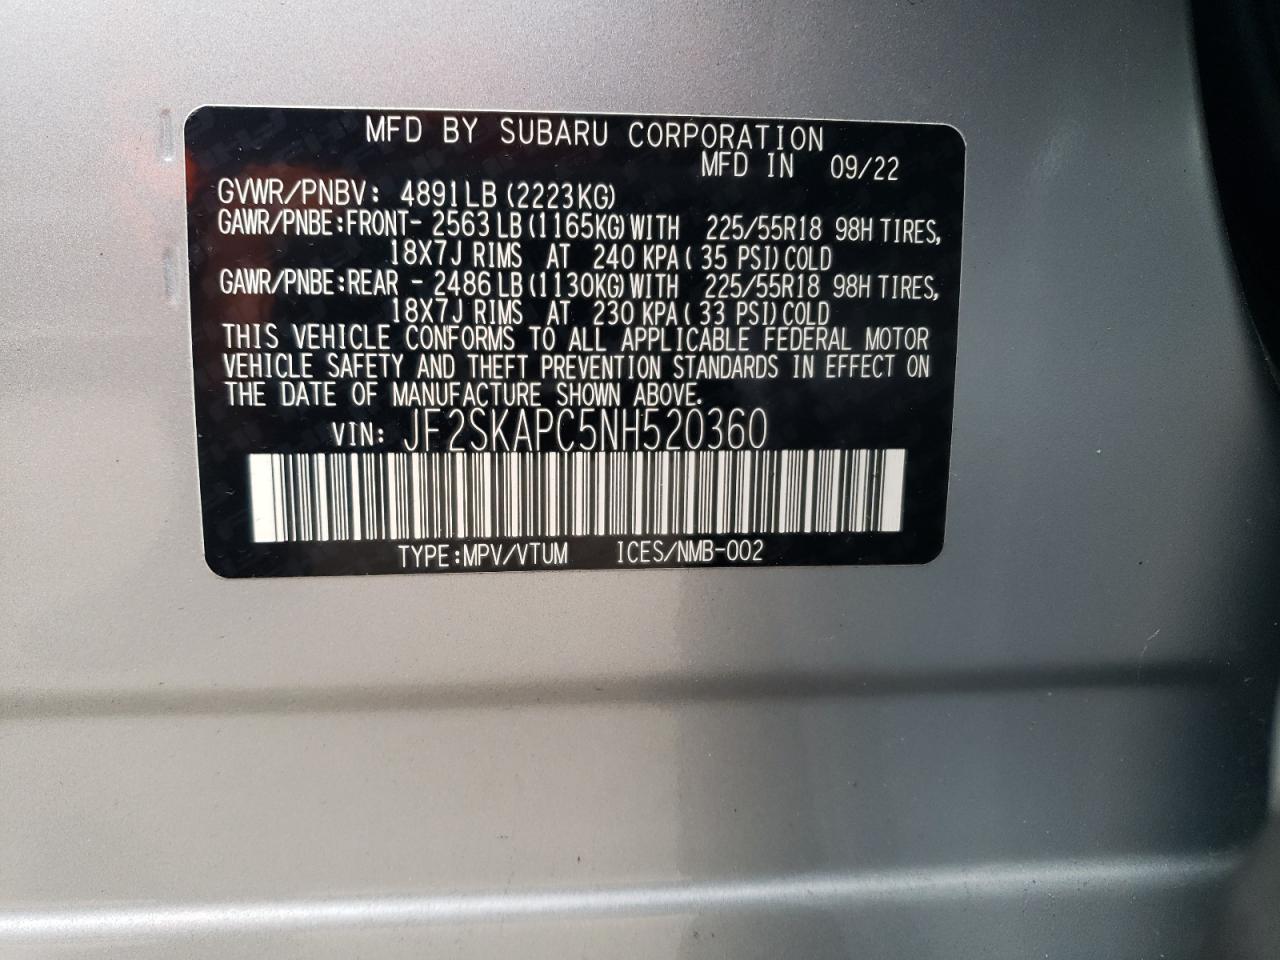 MFD BY SUBARU CORPORATION
MFD IN 09/22
GVWR/PNBV: 4891LB (2223KG)
GAWR/PNBE:FRONT- 2563 LB (1165KG) WITH 225/55R18 98H TIRES,
18X7J RIMS AT 240 KPA ( 35 PSI) COLD
GAWR/PNBE:REAR - 2486 LB (1130KG) WITH 225/55R18 98H TIRES,
18X7J RIMS AT 230 KPA ( 33 PSI) COLD
THIS VEHICLE CONFORMS TO ALL APPLICABLE FEDERAL MOTOR
VEHICLE SAFETY AND THEFT PREVENTION STANDARDS IN EFFECT ON
THE DATE OF MANUFACTURE SHOWN ABOVE.
VIN: JF2SKAPC5NH520360
TYPE:MPV/VTUM ICES/NMB-002